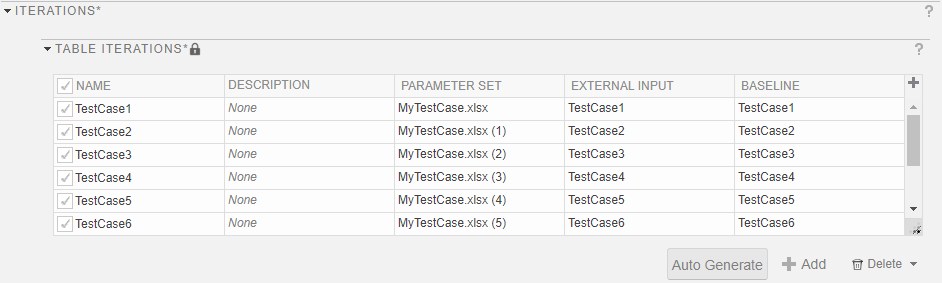 ITERATIONS* ?
TABLE ITERATIONS* ?
NAME DESCRIPTION PARAMETER SET EXTERNAL INPUT BASELINE
TestCase1 None MyTestCase.xlsx TestCase1 TestCase1
TestCase2 None MyTestCase.xlsx (1) TestCase2 TestCase2
TestCase3 None MyTestCase.xlsx (2) TestCase3 TestCase3
TestCase4 None MyTestCase.xlsx (3) TestCase4 TestCase4
TestCase5 None MyTestCase.xlsx (4) TestCase5 TestCase5
TestCase6 None MyTestCase.xlsx (5) TestCase6 TestCase6
Auto Generate Add Delete